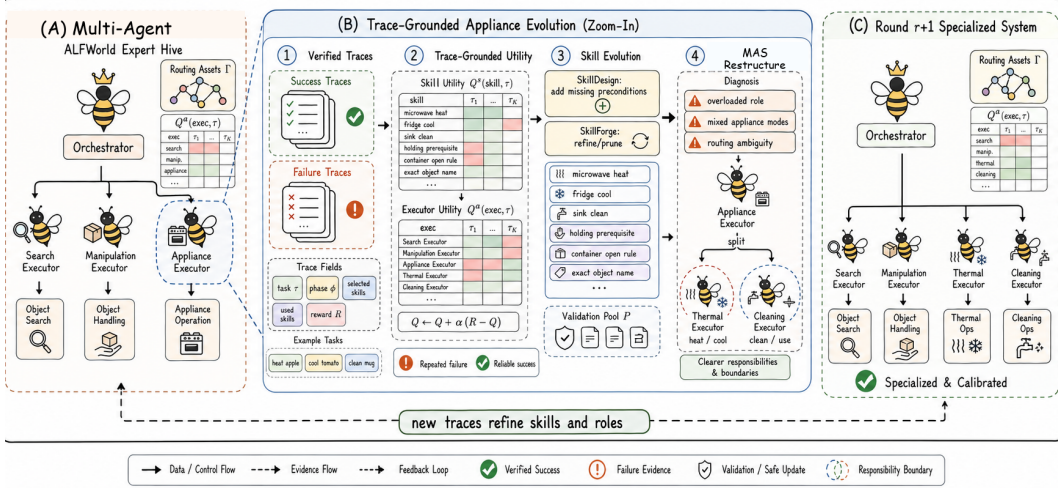 (A) Multi-Agent
ALFWorld Expert Hive
Routing Assets Γ
Q^a(exec, τ)
exec τ₁ ... τ_K
search
manip.
appliance
...
Orchestrator
Search
Executor
Manipulation
Executor
Appliance
Executor
Object
Search
Object
Handling
Appliance
Operation
(B) Trace-Grounded Appliance Evolution (Zoom-In)
1 Verified Traces
Success Traces
Failure Traces
Trace Fields
task τ
phase ϕ
selected
skills
used
skills
reward R
Example Tasks
heat apple
cool tomato
clean mug
2 Trace-Grounded Utility
Skill Utility Q^s(skill, τ)
skill τ₁ ... τ_K
microwave heat
fridge cool
sink clean
holding prerequisite
container open rule
exact object name
...
Executor Utility Q^a(exec, τ)
exec τ₁ ... τ_K
Search Executor
Manipulation Executor
Appliance Executor
Thermal Executor
Cleaning Executor
...
Q ← Q + α (R − Q)
Repeated failure
Reliable success
3 Skill Evolution
SkillDesign:
add missing preconditions
SkillForge:
refine/prune
microwave heat
fridge cool
sink clean
holding prerequisite
container open rule
exact object name
Validation Pool P
4 MAS
Restructure
Diagnosis
overloaded role
mixed appliance modes
routing ambiguity
Appliance
Executor
split
Thermal
Executor
heat / cool
Cleaning
Executor
clean / use
Clearer responsibilities
& boundaries
(C) Round r+1 Specialized System
Routing Assets Γ
Q^a(exec, τ)
exec τ₁ ... τ_K
search
manip.
thermal
cleaning
...
Orchestrator
Search
Executor
Manipulation
Executor
Thermal
Executor
Cleaning
Executor
Object
Search
Object
Handling
Thermal
Ops
Cleaning
Ops
Specialized & Calibrated
new traces refine skills and roles
Data / Control Flow
Evidence Flow
Feedback Loop
Verified Success
Failure Evidence
Validation / Safe Update
Responsibility Boundary